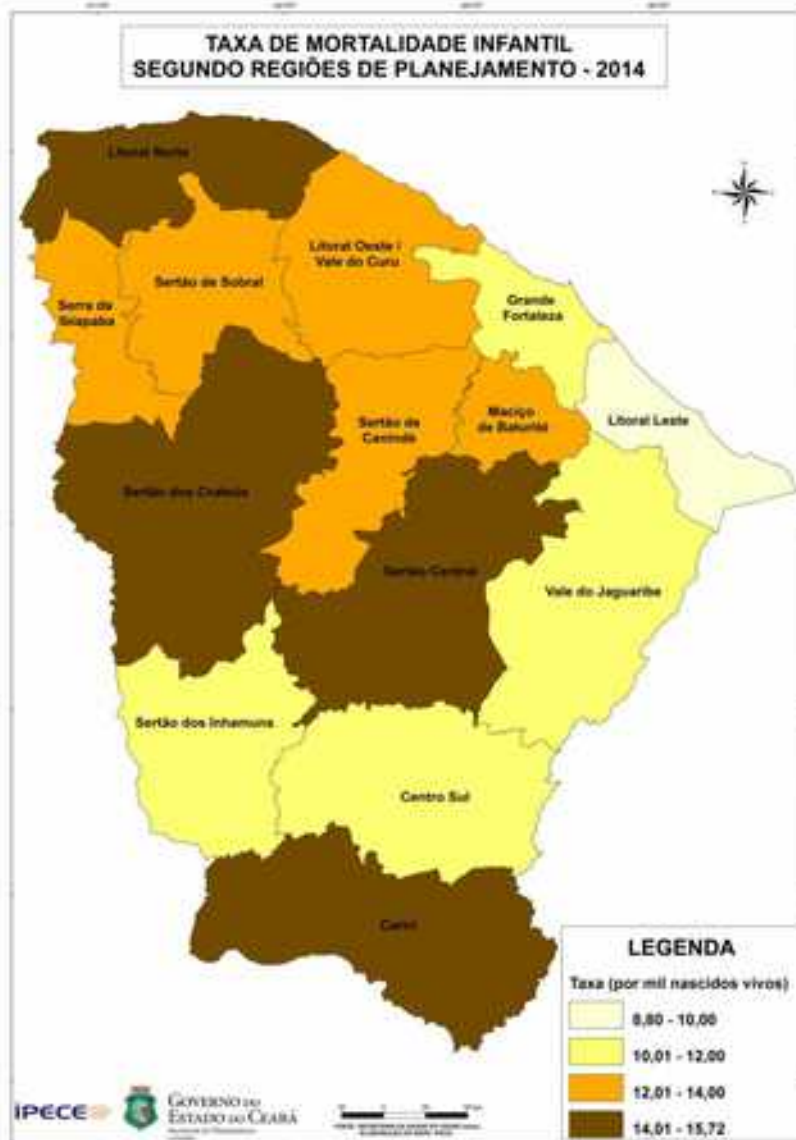 TAXA DE MORTALIDADE INFANTIL
SEGUNDO REGIÕES DE PLANEJAMENTO - 2014
Litoral Norte
Litoral Oeste /
Vale do Curu
Sertão de Sobral
Serra da
Ibiapaba
Grande
Fortaleza
Litoral Leste
Sertão de
Canindé
Maciço
de Baturité
Sertão dos Crateús
Sertão Central
Vale do Jaguaribe
Sertão dos Inhamuns
Centro Sul
Cariri
LEGENDA
Taxa (por mil nascidos vivos)
8,80 - 10,00
10,01 - 12,00
12,01 - 14,00
14,01 - 15,72
IPECE
GOVERNO DO
ESTADO DO CEARÁ